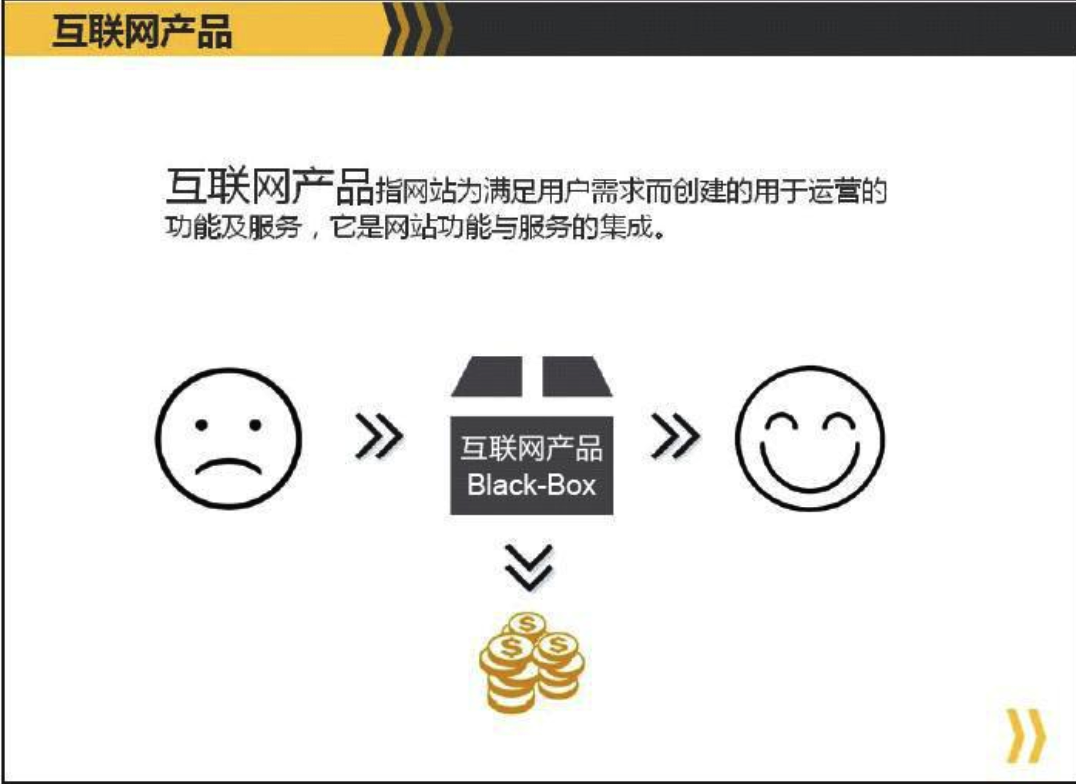 互联网产品
互联网产品指网站为满足用户需求而创建的用于运营的
功能及服务，它是网站功能与服务的集成。
互联网产品
Black-Box